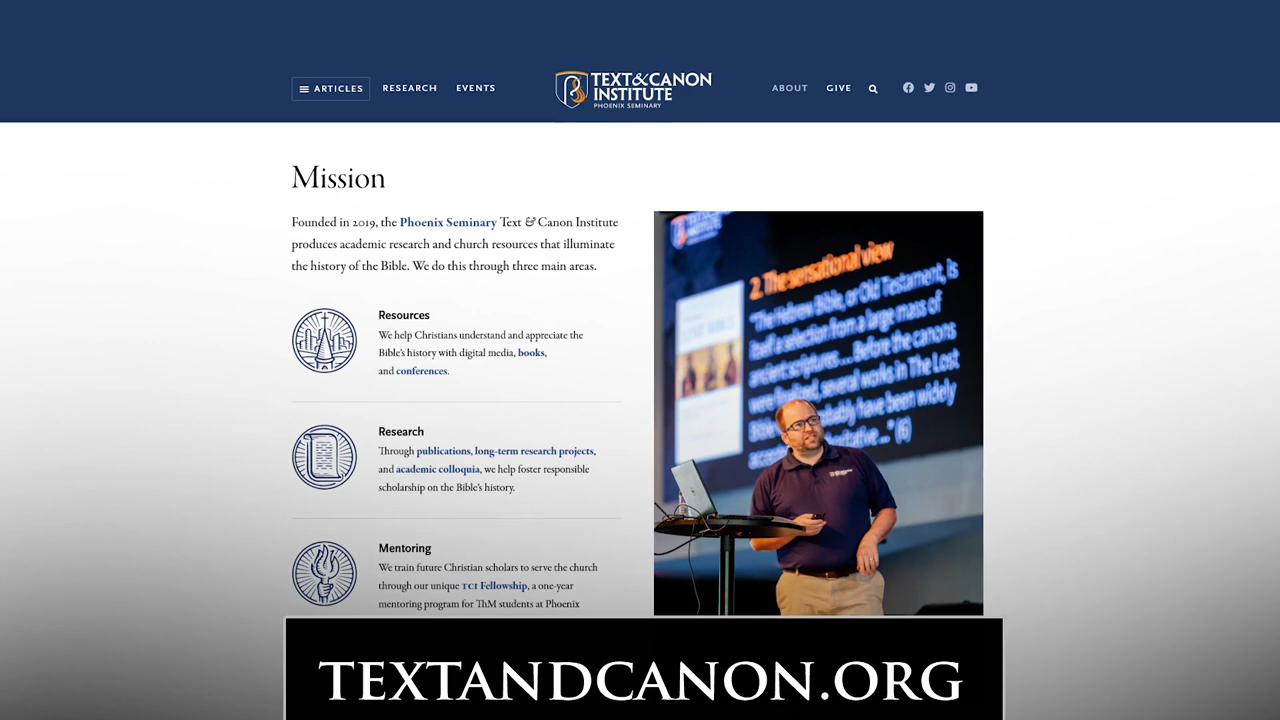 ARTICLES RESEARCH EVENTS
TEXT&CANON
INSTITUTE
PHOENIX SEMINARY
ABOUT GIVE
Mission
Founded in 2019, the Phoenix Seminary Text & Canon Institute
produces academic research and church resources that illuminate
the history of the Bible. We do this through three main areas.
Resources
We help Christians understand and appreciate the
Bible's history with digital media, books,
and conferences.
Research
Through publications, long-term research projects,
and academic colloquia, we help foster responsible
scholarship on the Bible's history.
Mentoring
We train future Christian scholars to serve the church
through our unique TCI Fellowship, a one-year
mentoring program for ThM students at Phoenix
INSTITUTE
2. The sensational view
"The Hebrew Bible, or Old Testament, is
itself a selection from a large mass of
ancient scriptures ... Before the canons
were finalized, several works in The Lost
have been widely
..." (6)
TEXTANDCANON.ORG